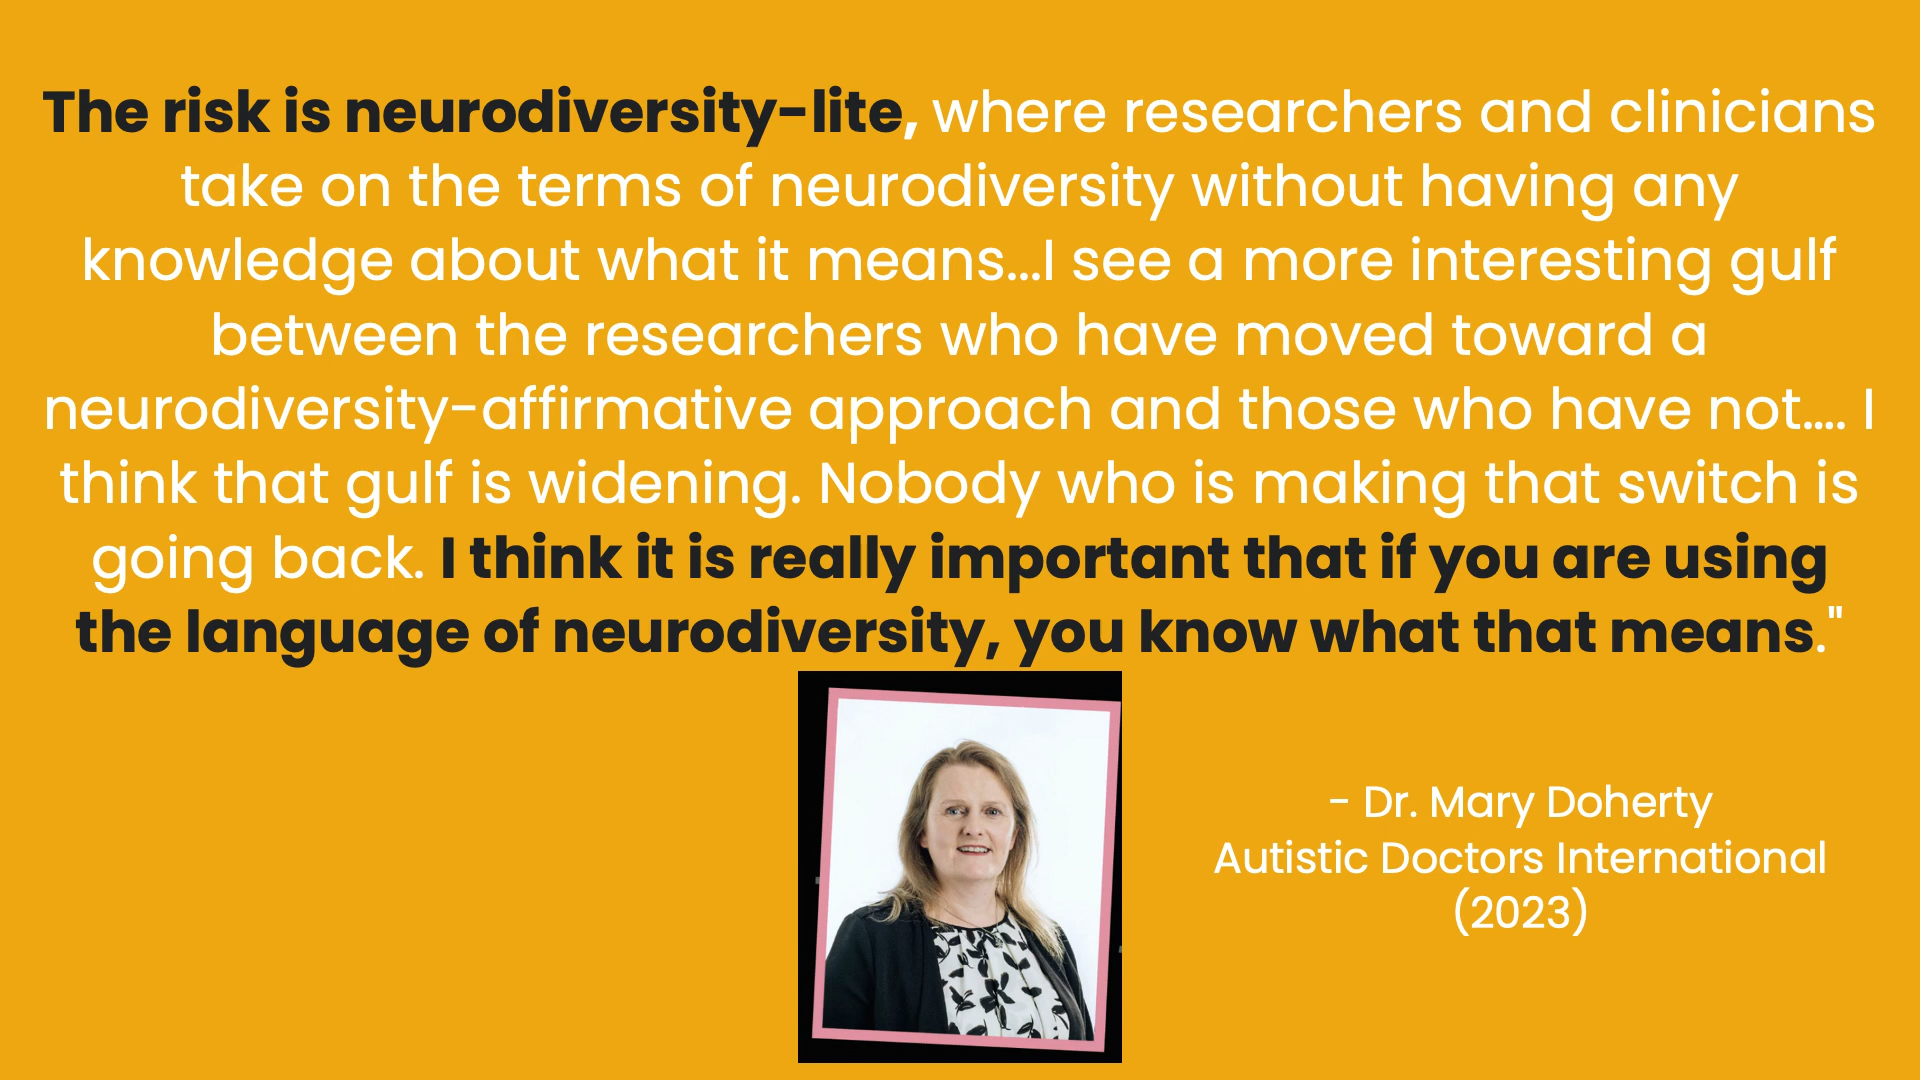 The risk is neurodiversity-lite, where researchers and clinicians
take on the terms of neurodiversity without having any
knowledge about what it means...I see a more interesting gulf
between the researchers who have moved toward a
neurodiversity-affirmative approach and those who have not.... I
think that gulf is widening. Nobody who is making that switch is
going back. I think it is really important that if you are using
the language of neurodiversity, you know what that means."
- Dr. Mary Doherty
Autistic Doctors International
(2023)